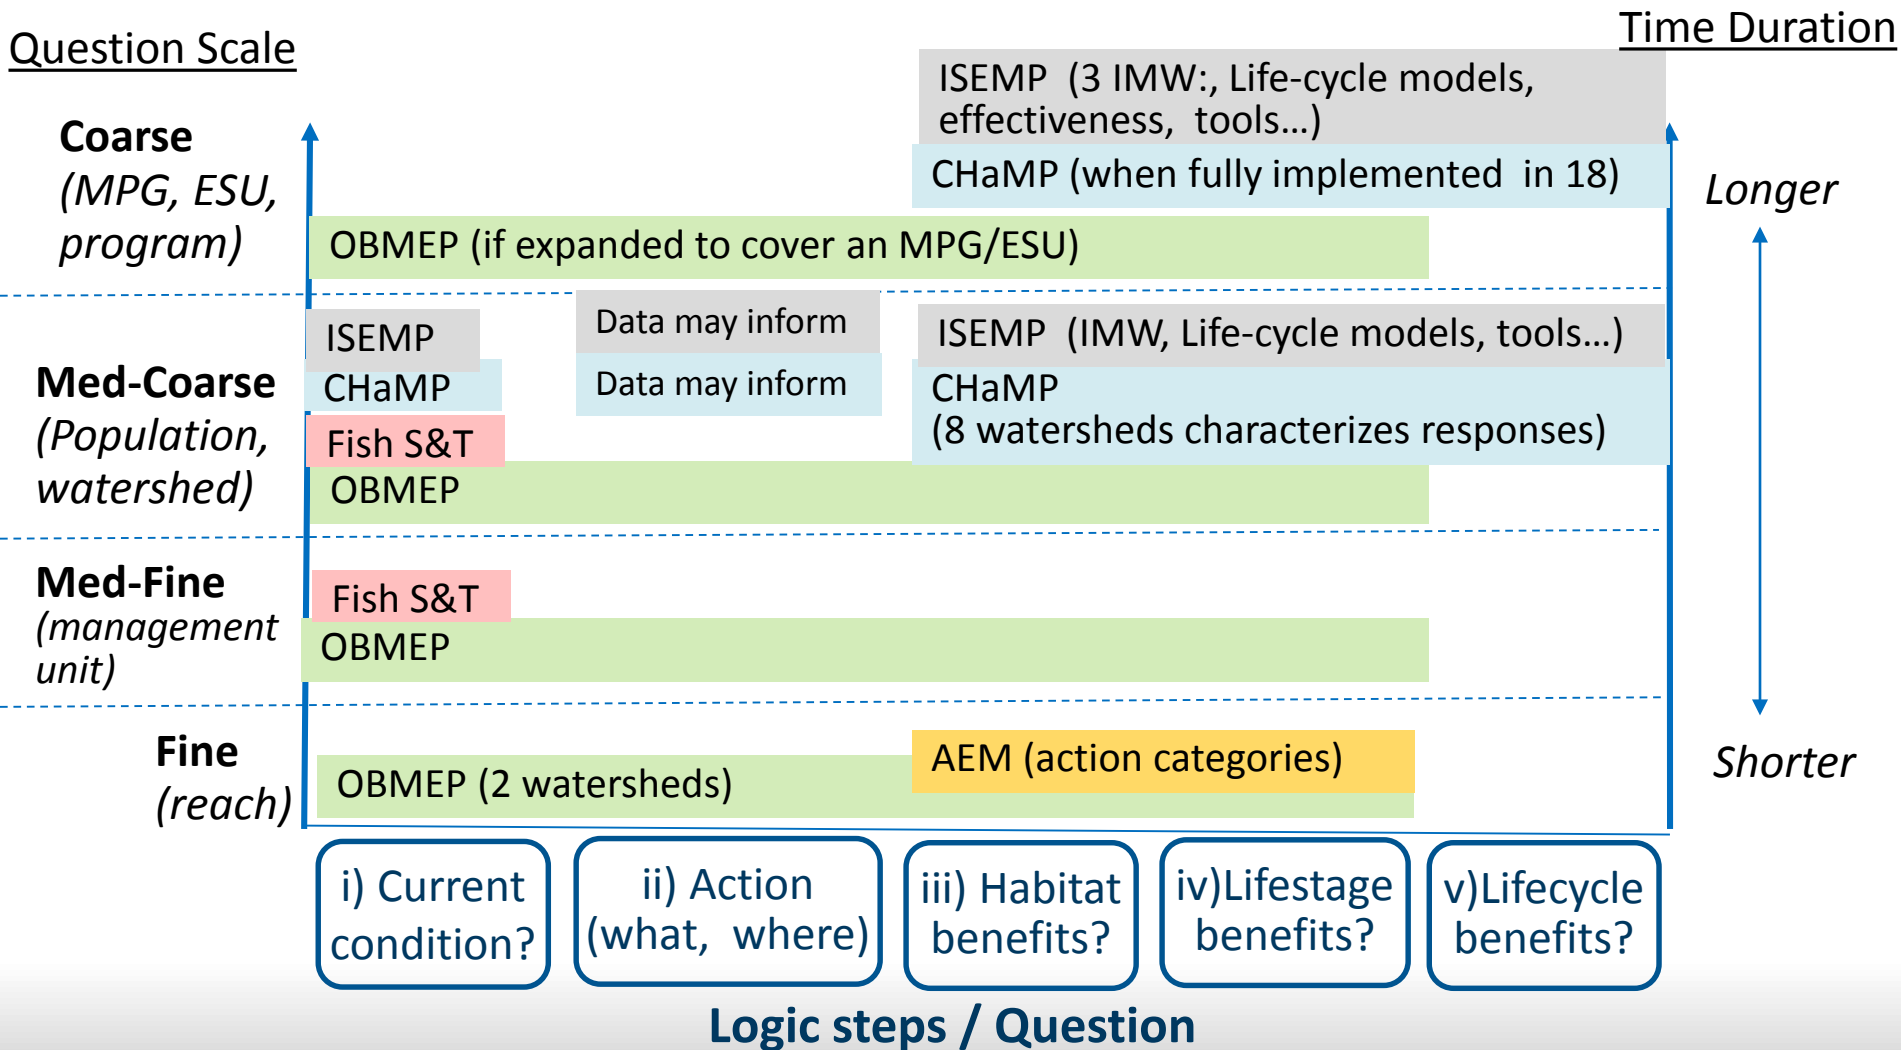 Question Scale
Time Duration
Coarse
(MPG, ESU,
program)
ISEMP (3 IMW:, Life-cycle models,
effectiveness, tools...)
CHaMP (when fully implemented in 18)
OBMEP (if expanded to cover an MPG/ESU)
Longer
Med-Coarse
(Population,
watershed)
ISEMP
Data may inform
ISEMP (IMW, Life-cycle models, tools...)
CHaMP
Data may inform
CHaMP
(8 watersheds characterizes responses)
Fish S&T
OBMEP
Med-Fine
(management
unit)
Fish S&T
OBMEP
Fine
(reach)
AEM (action categories)
OBMEP (2 watersheds)
Shorter
i) Current
condition?
ii) Action
(what, where)
iii) Habitat
benefits?
iv)Lifestage
benefits?
v)Lifecycle
benefits?
Logic steps / Question